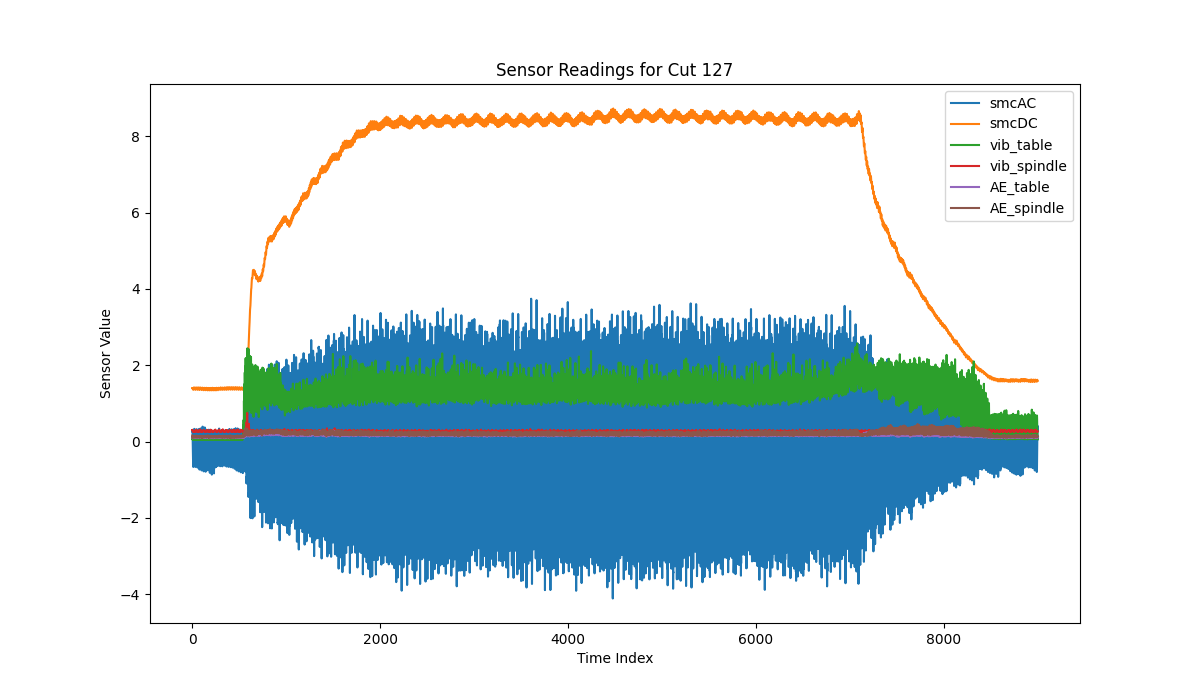 Sensor Readings for Cut 127
smcAC
smcDC
vib_table
vib_spindle
AE_table
AE_spindle
Sensor Value
8
6
4
2
0
−2
−4
0 2000 4000 6000 8000
Time Index